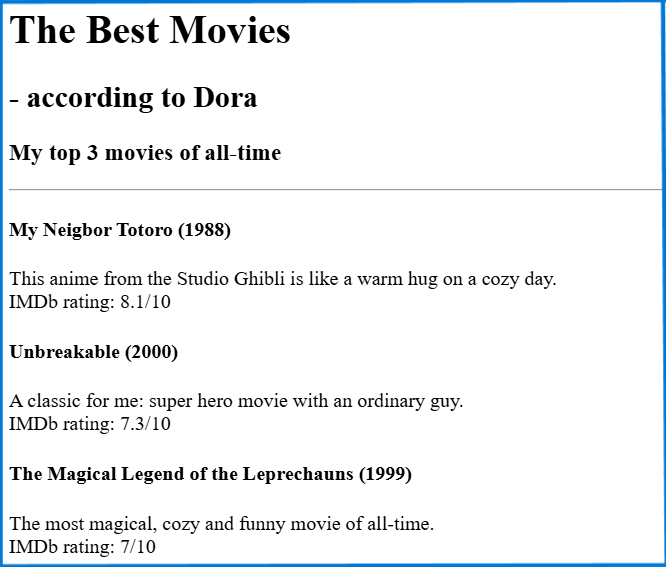 The Best Movies
- according to Dora
My top 3 movies of all-time
My Neigbor Totoro (1988)
This anime from the Studio Ghibli is like a warm hug on a cozy day.
IMDb rating: 8.1/10
Unbreakable (2000)
A classic for me: super hero movie with an ordinary guy.
IMDb rating: 7.3/10
The Magical Legend of the Leprechauns (1999)
The most magical, cozy and funny movie of all-time.
IMDb rating: 7/10